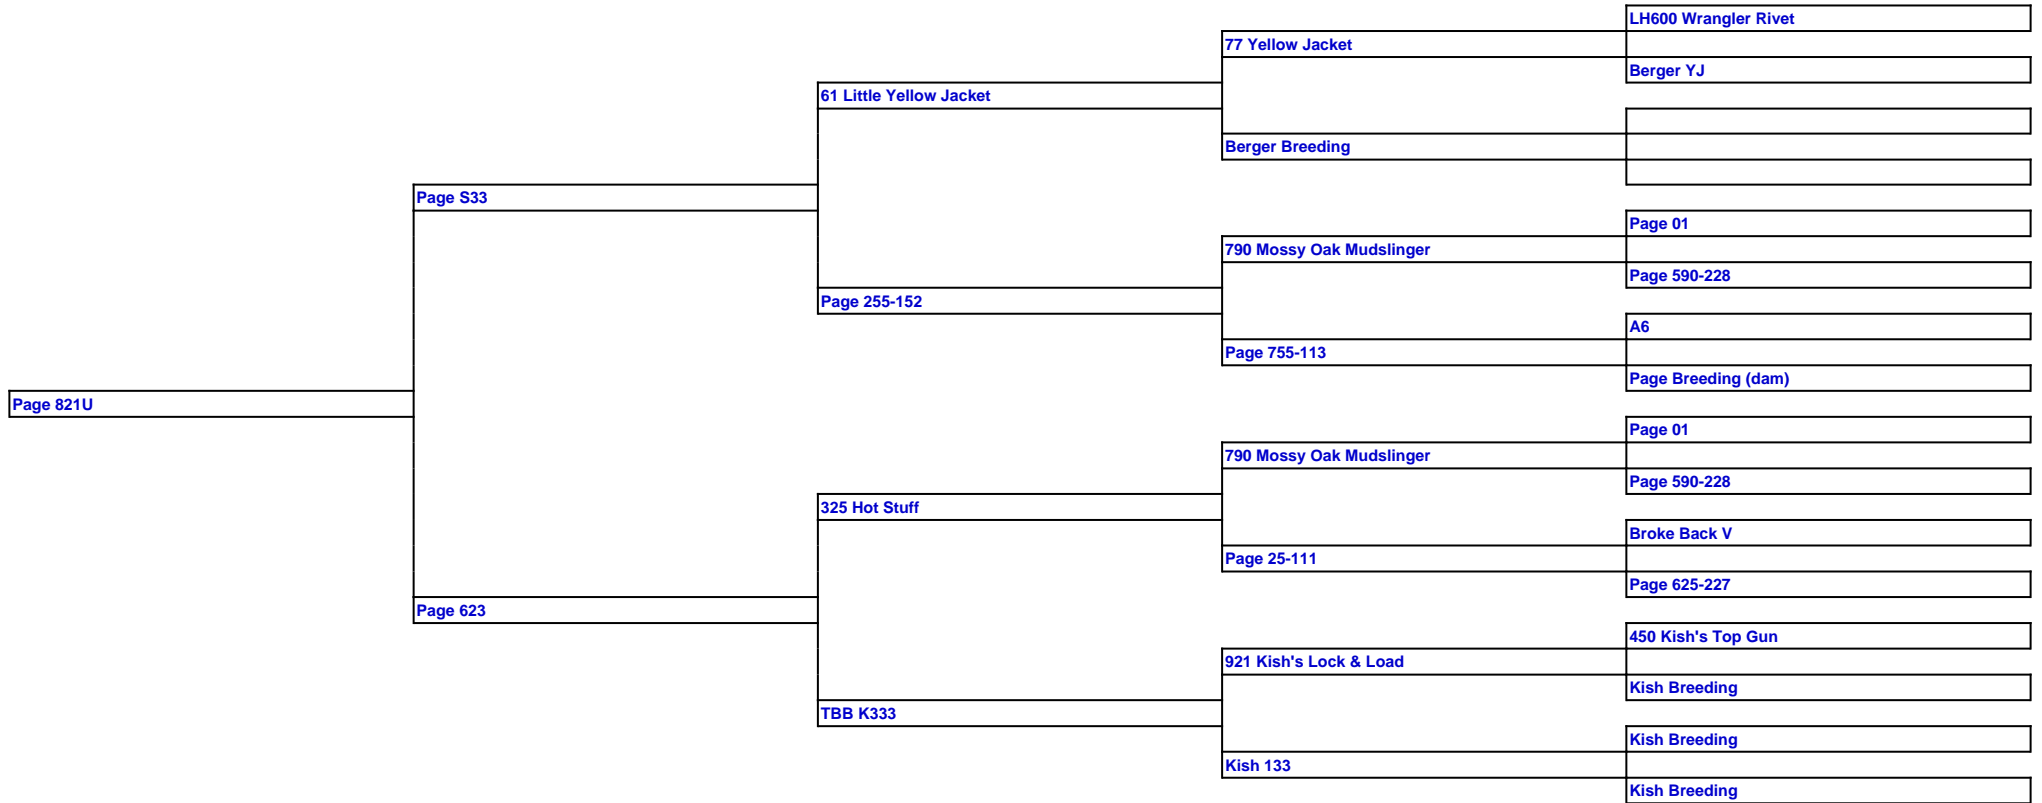 LH600 Wrangler Rivet
77 Yellow Jacket
Berger YJ
61 Little Yellow Jacket
Berger Breeding
Page S33
Page 01
790 Mossy Oak Mudslinger
Page 590-228
Page 255-152
A6
Page 755-113
Page Breeding (dam)
Page 821U
Page 01
790 Mossy Oak Mudslinger
Page 590-228
325 Hot Stuff
Broke Back V
Page 25-111
Page 625-227
Page 623
450 Kish's Top Gun
921 Kish's Lock & Load
Kish Breeding
TBB K333
Kish Breeding
Kish 133
Kish Breeding